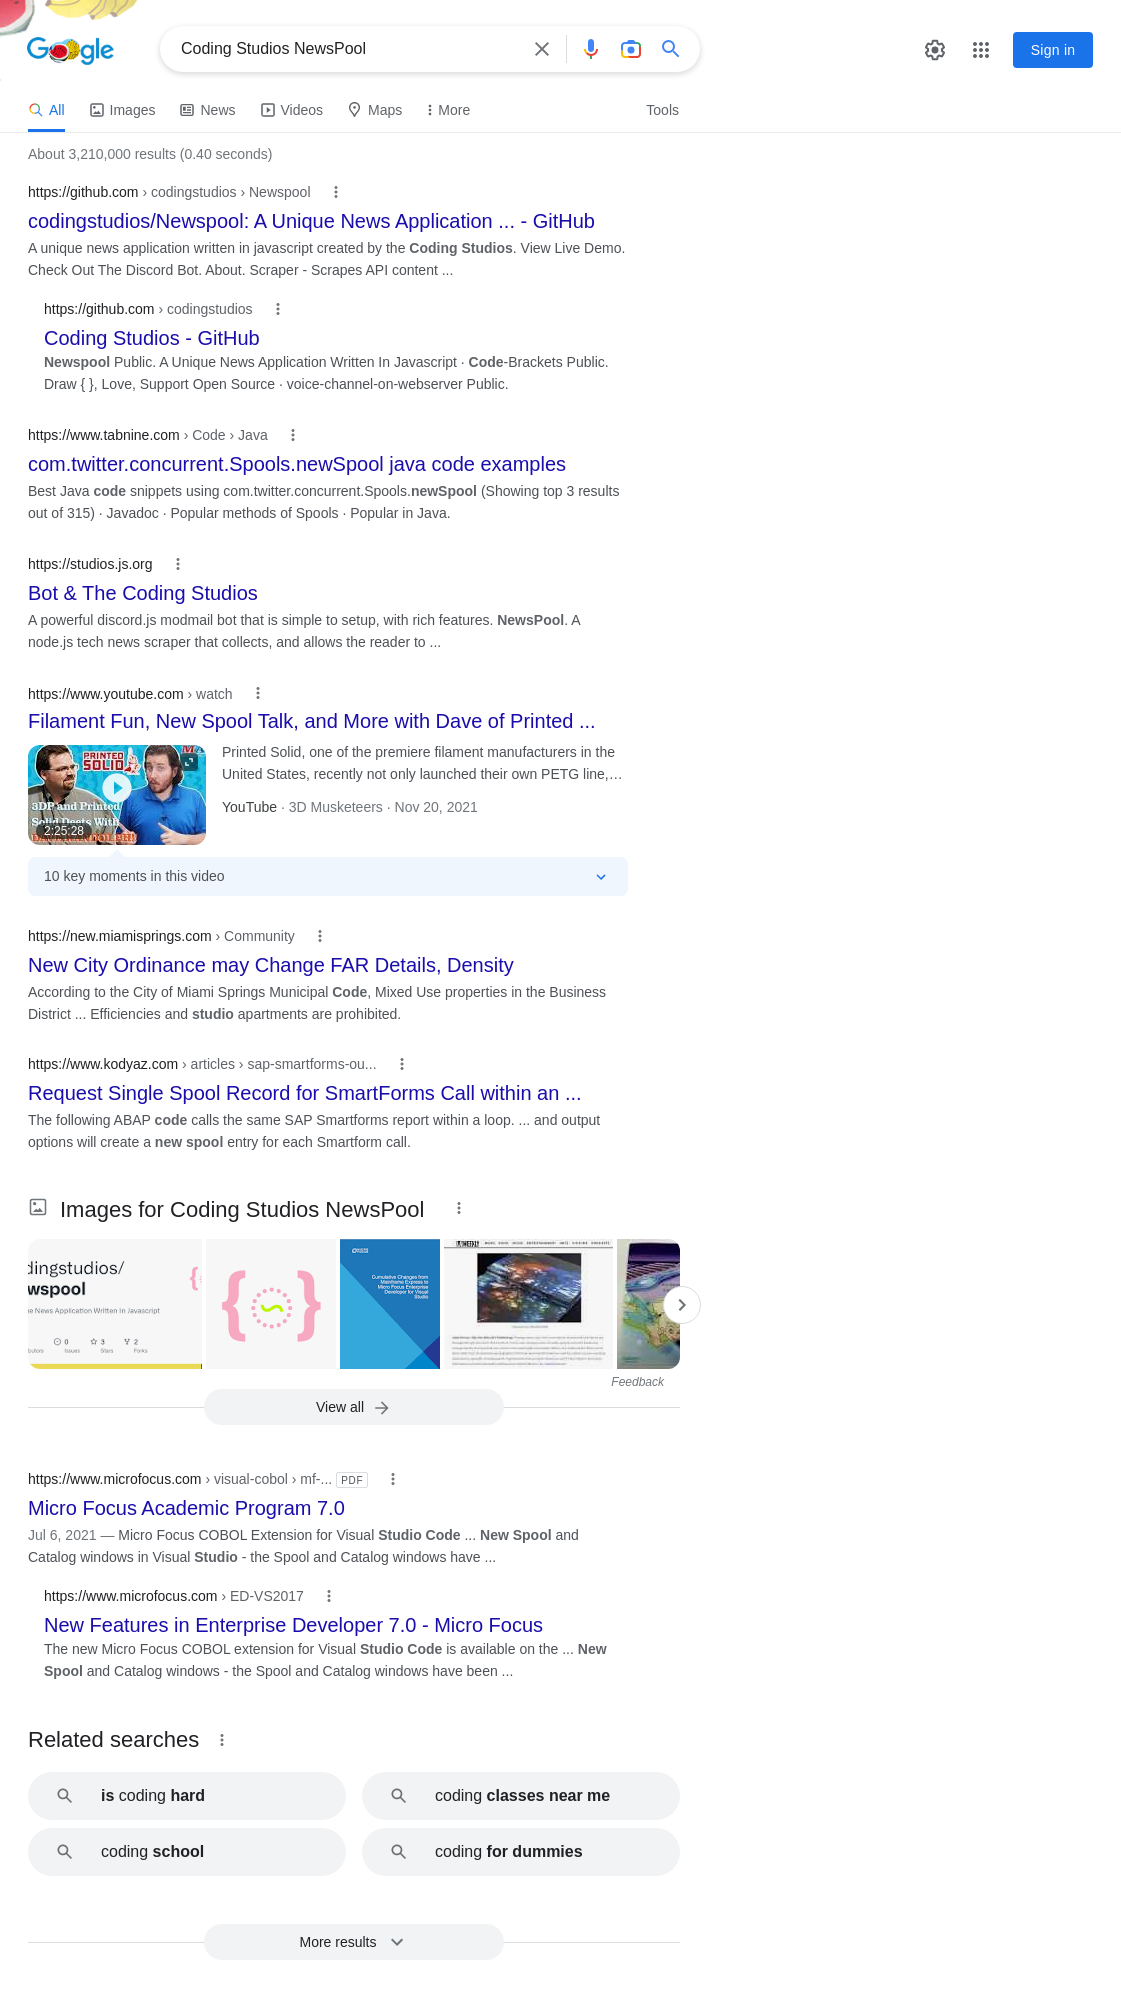 Google
Coding Studios NewsPool
Sign in
All
Images
News
Videos
Maps
More
Tools
About 3,210,000 results (0.40 seconds)
https://github.com › codingstudios › Newspool
codingstudios/Newspool: A Unique News Application ... - GitHub
A unique news application written in javascript created by the Coding Studios. View Live Demo.
Check Out The Discord Bot. About. Scraper - Scrapes API content ...
https://github.com › codingstudios
Coding Studios - GitHub
Newspool Public. A Unique News Application Written In Javascript · Code-Brackets Public.
Draw { }, Love, Support Open Source · voice-channel-on-webserver Public.
https://www.tabnine.com › Code › Java
com.twitter.concurrent.Spools.newSpool java code examples
Best Java code snippets using com.twitter.concurrent.Spools.newSpool (Showing top 3 results
out of 315) · Javadoc · Popular methods of Spools · Popular in Java.
https://studios.js.org
Bot & The Coding Studios
A powerful discord.js modmail bot that is simple to setup, with rich features. NewsPool. A
node.js tech news scraper that collects, and allows the reader to ...
https://www.youtube.com › watch
Filament Fun, New Spool Talk, and More with Dave of Printed ...
PRINTED
SOLID
3DP and Printed
Solid Deets With
2:25:28
Printed Solid, one of the premiere filament manufacturers in the
United States, recently not only launched their own PETG line,…
YouTube · 3D Musketeers · Nov 20, 2021
10 key moments in this video
https://new.miamisprings.com › Community
New City Ordinance may Change FAR Details, Density
According to the City of Miami Springs Municipal Code, Mixed Use properties in the Business
District ... Efficiencies and studio apartments are prohibited.
https://www.kodyaz.com › articles › sap-smartforms-ou...
Request Single Spool Record for SmartForms Call within an ...
The following ABAP code calls the same SAP Smartforms report within a loop. ... and output
options will create a new spool entry for each Smartform call.
Images for Coding Studios NewsPool
dingstudios/
wspool
e News Application Written In Javascript
0
3
2
Issues
Stars
Forks
{ }
Cumulative Changes from
Mainframe Express to
Micro Focus Enterprise
Developer for Visual
Studio
Feedback
View all
https://www.microfocus.com › visual-cobol › mf-... PDF
Micro Focus Academic Program 7.0
Jul 6, 2021 — Micro Focus COBOL Extension for Visual Studio Code ... New Spool and
Catalog windows in Visual Studio - the Spool and Catalog windows have ...
https://www.microfocus.com › ED-VS2017
New Features in Enterprise Developer 7.0 - Micro Focus
The new Micro Focus COBOL extension for Visual Studio Code is available on the ... New
Spool and Catalog windows - the Spool and Catalog windows have been ...
Related searches
is coding hard
coding classes near me
coding school
coding for dummies
More results